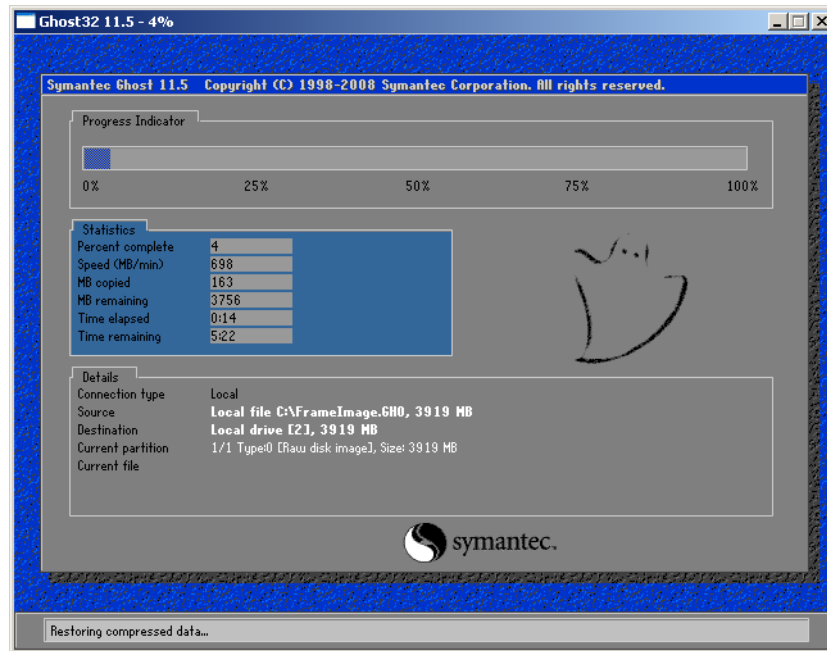 Ghost32 11.5 - 4%
Symantec Ghost 11.5 Copyright (C) 1998-2008 Symantec Corporation. All rights reserved.
Progress Indicator
0% 25% 50% 75% 100%
Statistics
Percent complete 4
Speed (MB/min) 698
MB copied 163
MB remaining 3756
Time elapsed 0:14
Time remaining 5:22
Details
Connection type Local
Source Local file C:\FrameImage.GHO, 3919 MB
Destination Local drive [2], 3919 MB
Current partition 1/1 Type:0 [Raw disk image], Size: 3919 MB
Current file
symantec.
Restoring compressed data...